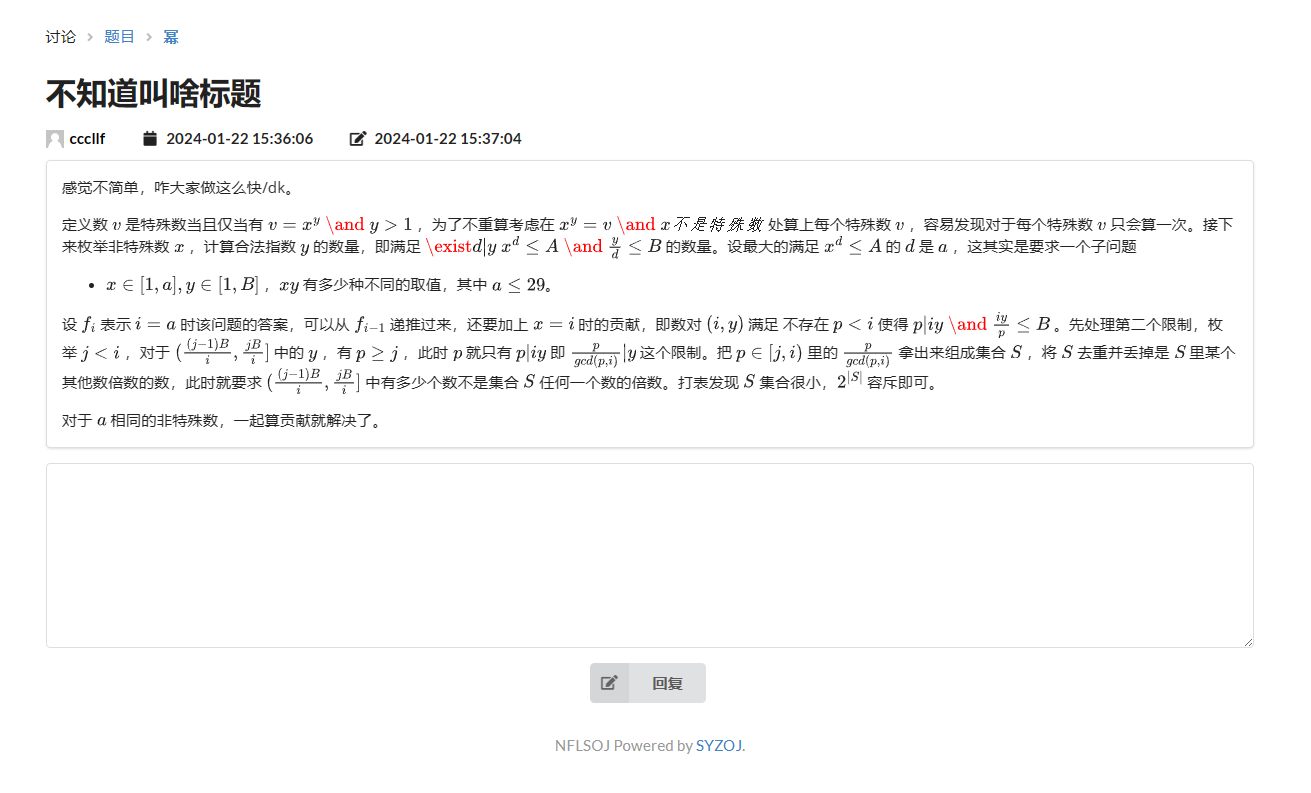 讨论 > 题目 > 幂
不知道叫啥标题
cccllf 2024-01-22 15:36:06 2024-01-22 15:37:04
感觉不简单，咋大家做这么快/dk。
定义数 $v$ 是特殊数当且仅当有 $v = x^y$ \and $y > 1$ ，为了不重算考虑在 $x^y = v$ \and $x$不是特殊数 处算上每个特殊数 $v$ ，容易发现对于每个特殊数 $v$ 只会算一次。接下
来枚举非特殊数 $x$ ，计算合法指数 $y$ 的数量，即满足 \exist$d|y$ $x^d \leq A$ \and $\frac{y}{d} \leq B$ 的数量。设最大的满足 $x^d \leq A$ 的 $d$ 是 $a$ ，这其实是要求一个子问题
• $x \in [1, a], y \in [1, B]$ ，$xy$ 有多少种不同的取值，其中 $a \leq 29$。
设 $f_i$ 表示 $i = a$ 时该问题的答案，可以从 $f_{i-1}$ 递推过来，还要加上 $x = i$ 时的贡献，即数对 $(i, y)$ 满足 不存在 $p < i$ 使得 $p|iy$ \and $\frac{iy}{p} \leq B$ 。先处理第二个限制，枚
举 $j < i$ ，对于 $(\frac{(j-1)B}{i}, \frac{jB}{i}]$ 中的 $y$ ，有 $p \geq j$ ，此时 $p$ 就只有 $p|iy$ 即 $\frac{p}{gcd(p,i)}|y$ 这个限制。把 $p \in [j, i)$ 里的 $\frac{p}{gcd(p,i)}$ 拿出来组成集合 $S$ ，将 $S$ 去重并丢掉是 $S$ 里某个
其他数倍数的数，此时就要求 $(\frac{(j-1)B}{i}, \frac{jB}{i}]$ 中有多少个数不是集合 $S$ 任何一个数的倍数。打表发现 $S$ 集合很小，$2^{|S|}$ 容斥即可。
对于 $a$ 相同的非特殊数，一起算贡献就解决了。
回复
NFLSOJ Powered by SYZOJ.